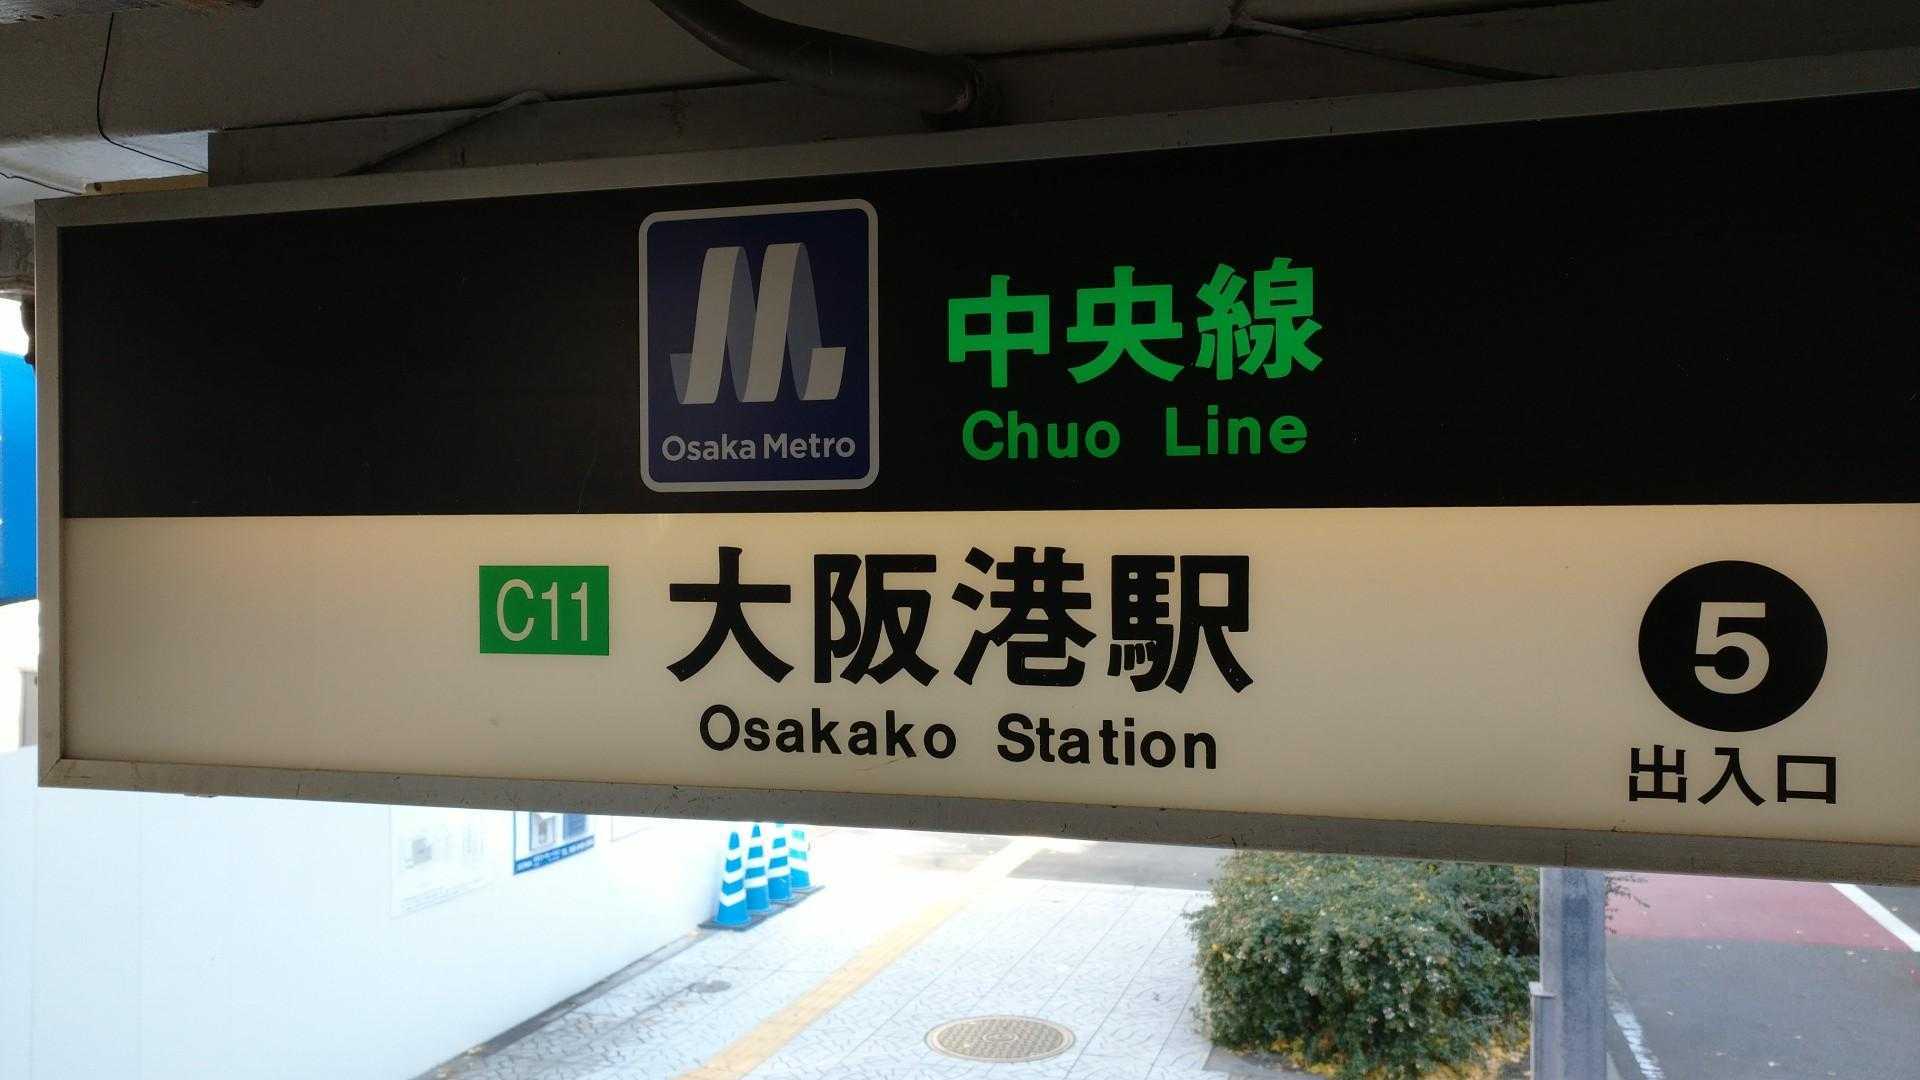 Osaka Metro
中央線
Chuo Line
C11
大阪港駅
Osakako Station
5
出入口